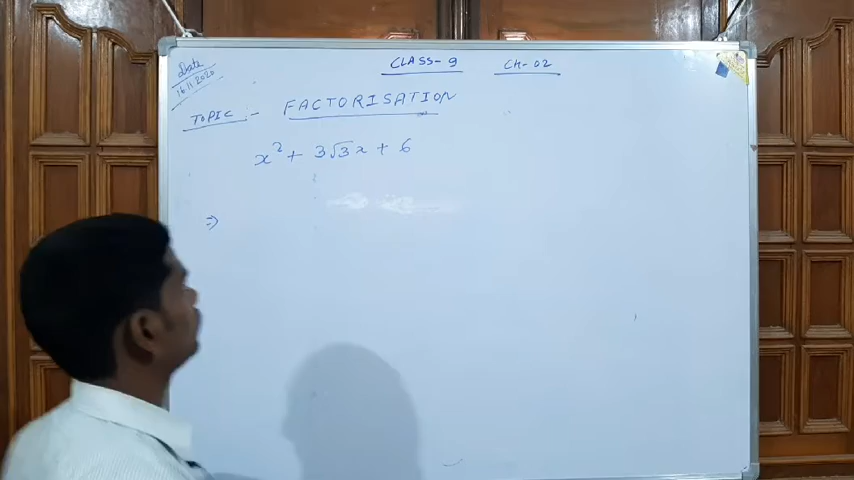 CLASS-9 CH-02
Date
16.11.2020
TOPIC :- FACTORISATION
x² + 3√3x + 6
⇒